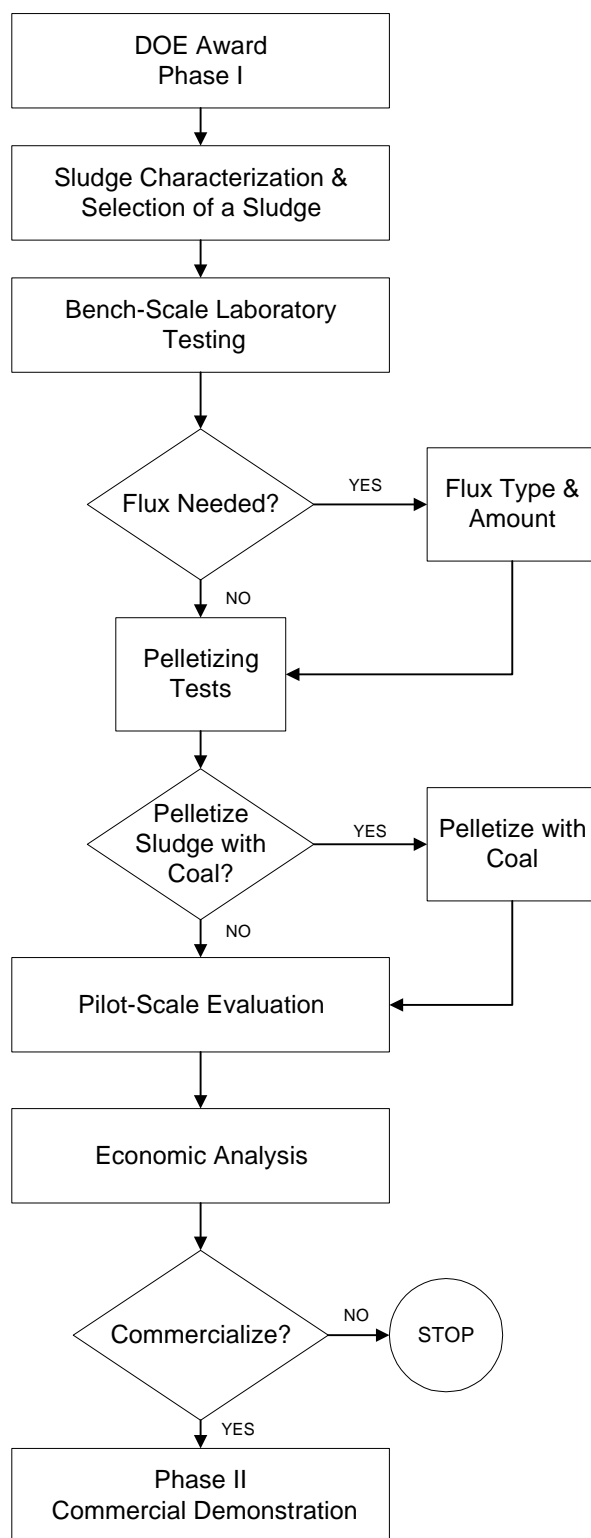 DOE Award
Phase I
Sludge Characterization &
Selection of a Sludge
Bench-Scale Laboratory
Testing
Flux Needed?
YES
Flux Type &
Amount
NO
Pelletizing
Tests
Pelletize
Sludge with
Coal?
YES
Pelletize with
Coal
NO
Pilot-Scale Evaluation
Economic Analysis
Commercialize?
NO
STOP
YES
Phase II
Commercial Demonstration